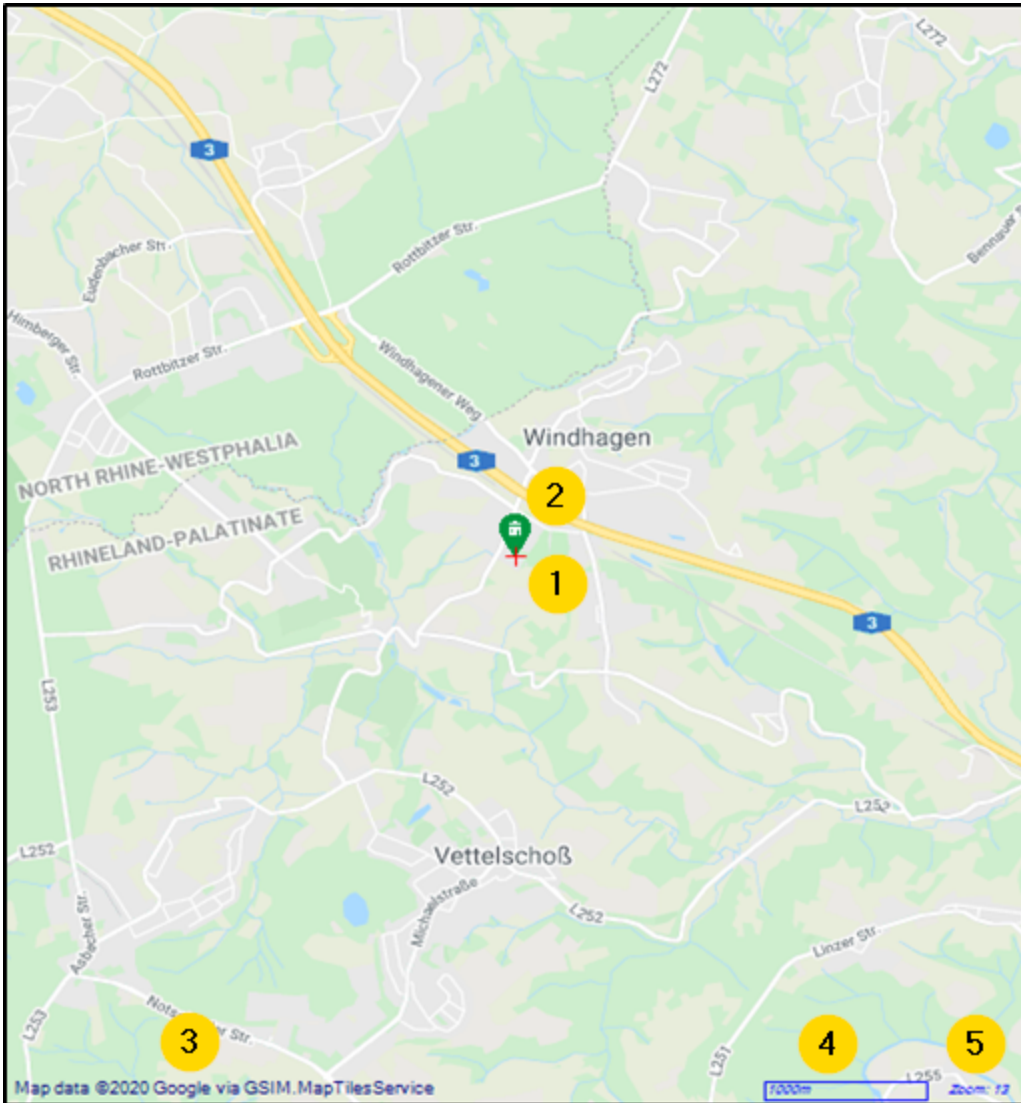 L272
L272
3
Rottbitzer Str.
Bennauer
Eudenbacher Str.
Himberger Str.
Rottbitzer Str.
Windhagener Weg
Windhagen
3
NORTH RHINE-WESTPHALIA
2
RHINELAND-PALATINATE
1
3
L253
L252
L252
L252
Vettelschoß
Michaelstraße
L252
Asbacher Str.
Linzer Str.
L253
3
4
5
L251
L255
Map data ©2020 Google via GSIM.MapTilesService
1000m
Zoom: 13